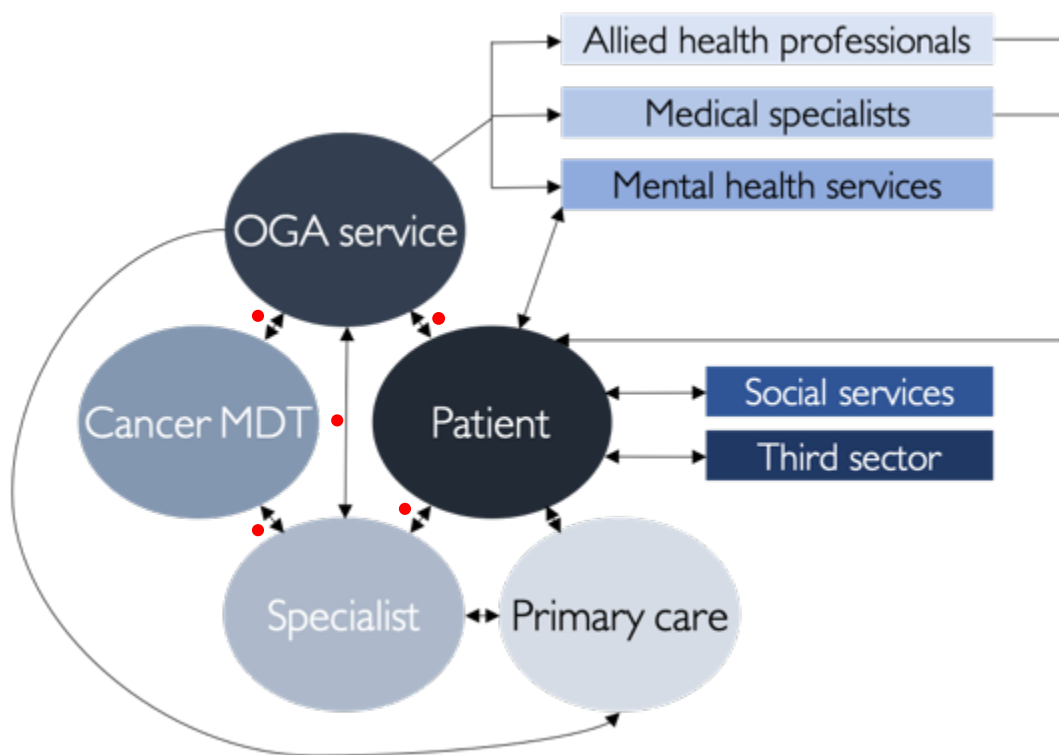 Allied health professionals
Medical specialists
Mental health services
OGA service
Cancer MDT
Patient
Social services
Third sector
Specialist
Primary care